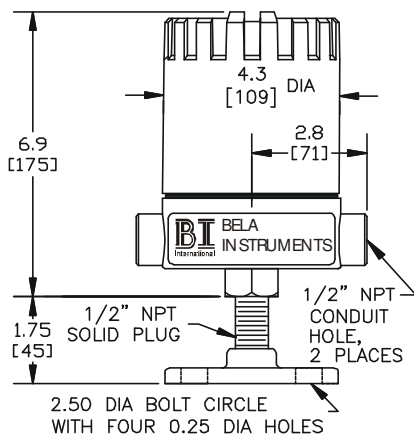 4.3 DIA
[109]
6.9
[175]
2.8
[71]
BI
International
BELA
INSTRUMENTS
1/2" NPT
SOLID PLUG
1/2" NPT
CONDUIT
HOLE,
2 PLACES
1.75
[45]
2.50 DIA BOLT CIRCLE
WITH FOUR 0.25 DIA HOLES